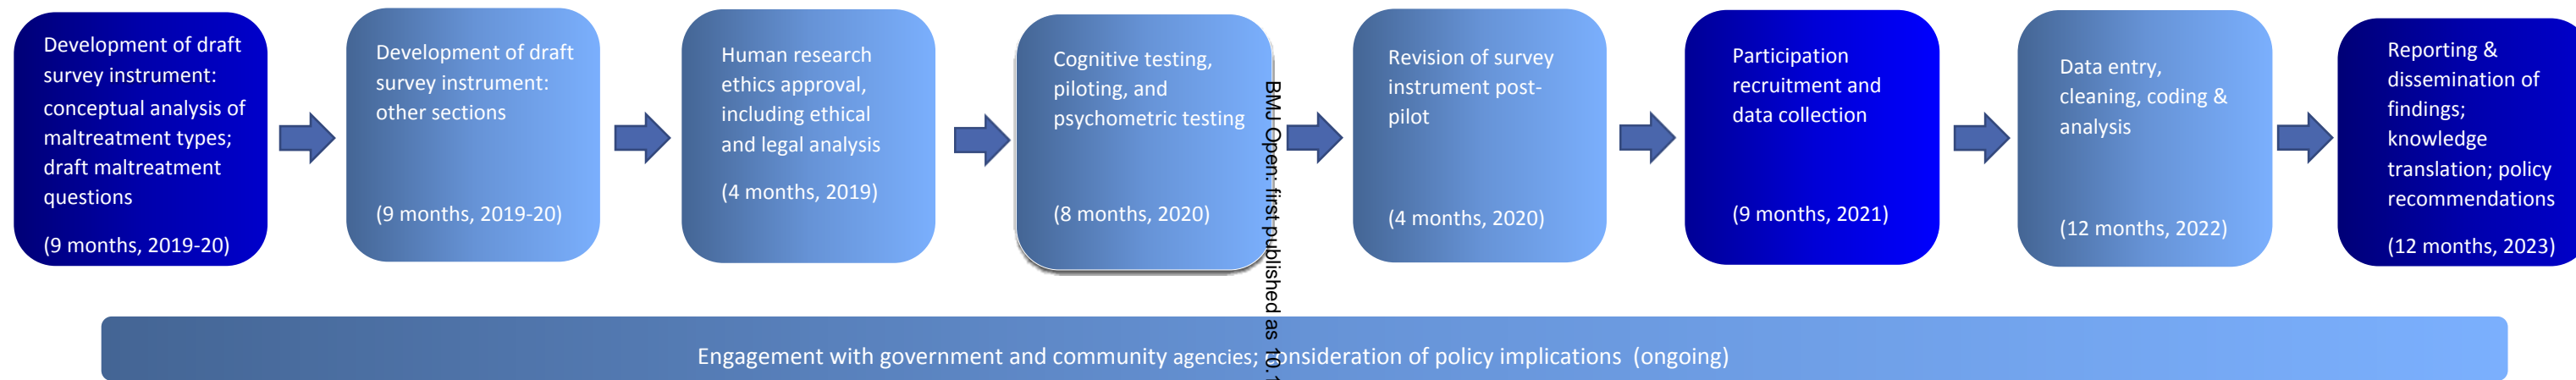 Development of draft
survey instrument:
conceptual analysis of
maltreatment types;
draft maltreatment
questions
(9 months, 2019-20)
Development of draft
survey instrument:
other sections
(9 months, 2019-20)
Human research
ethics approval,
including ethical
and legal analysis
(4 months, 2019)
Cognitive testing,
piloting, and
psychometric testing
(8 months, 2020)
Revision of survey
instrument post-
pilot
(4 months, 2020)
Participation
recruitment and
data collection
(9 months, 2021)
Data entry,
cleaning, coding &
analysis
(12 months, 2022)
Reporting &
dissemination of
findings;
knowledge
translation; policy
recommendations
(12 months, 2023)
Engagement with government and community agencies; consideration of policy implications (ongoing)
BMJ Open: first published as 10.1